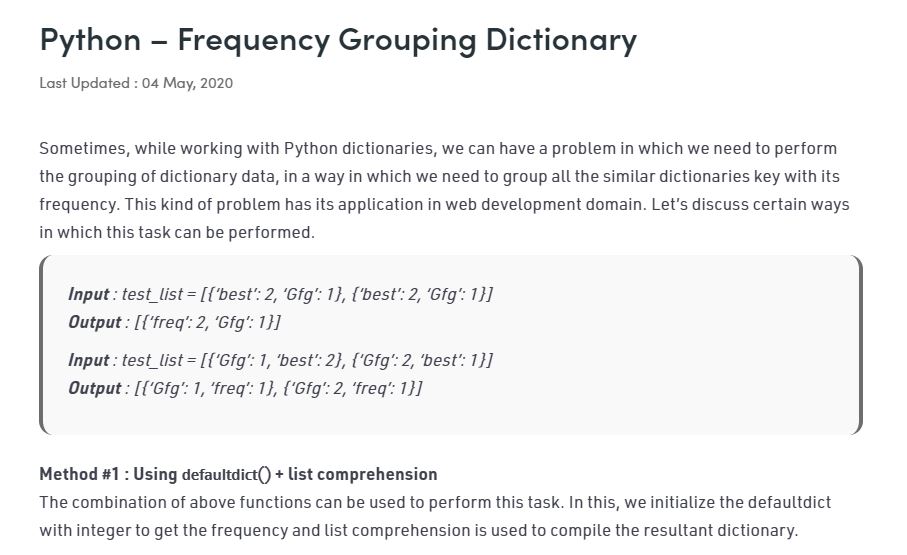 Python – Frequency Grouping Dictionary
Last Updated : 04 May, 2020
Sometimes, while working with Python dictionaries, we can have a problem in which we need to perform
the grouping of dictionary data, in a way in which we need to group all the similar dictionaries key with its
frequency. This kind of problem has its application in web development domain. Let’s discuss certain ways
in which this task can be performed.
Input : test_list = [{‘best’: 2, ‘Gfg’: 1}, {‘best’: 2, ‘Gfg’: 1}]
Output : [{‘freq’: 2, ‘Gfg’: 1}]
Input : test_list = [{‘Gfg’: 1, ‘best’: 2}, {‘Gfg’: 2, ‘best’: 1}]
Output : [{‘Gfg’: 1, ‘freq’: 1}, {‘Gfg’: 2, ‘freq’: 1}]
Method #1 : Using defaultdict() + list comprehension
The combination of above functions can be used to perform this task. In this, we initialize the defaultdict
with integer to get the frequency and list comprehension is used to compile the resultant dictionary.